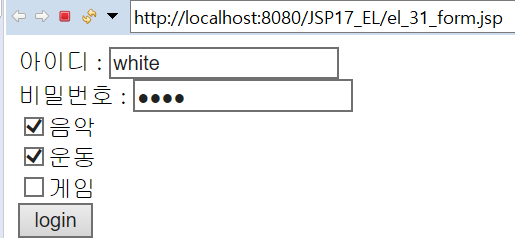 http://localhost:8080/JSP17_EL/el_31_form.jsp
아이디 : white
비밀번호 : ●●●●
음악
운동
게임
login